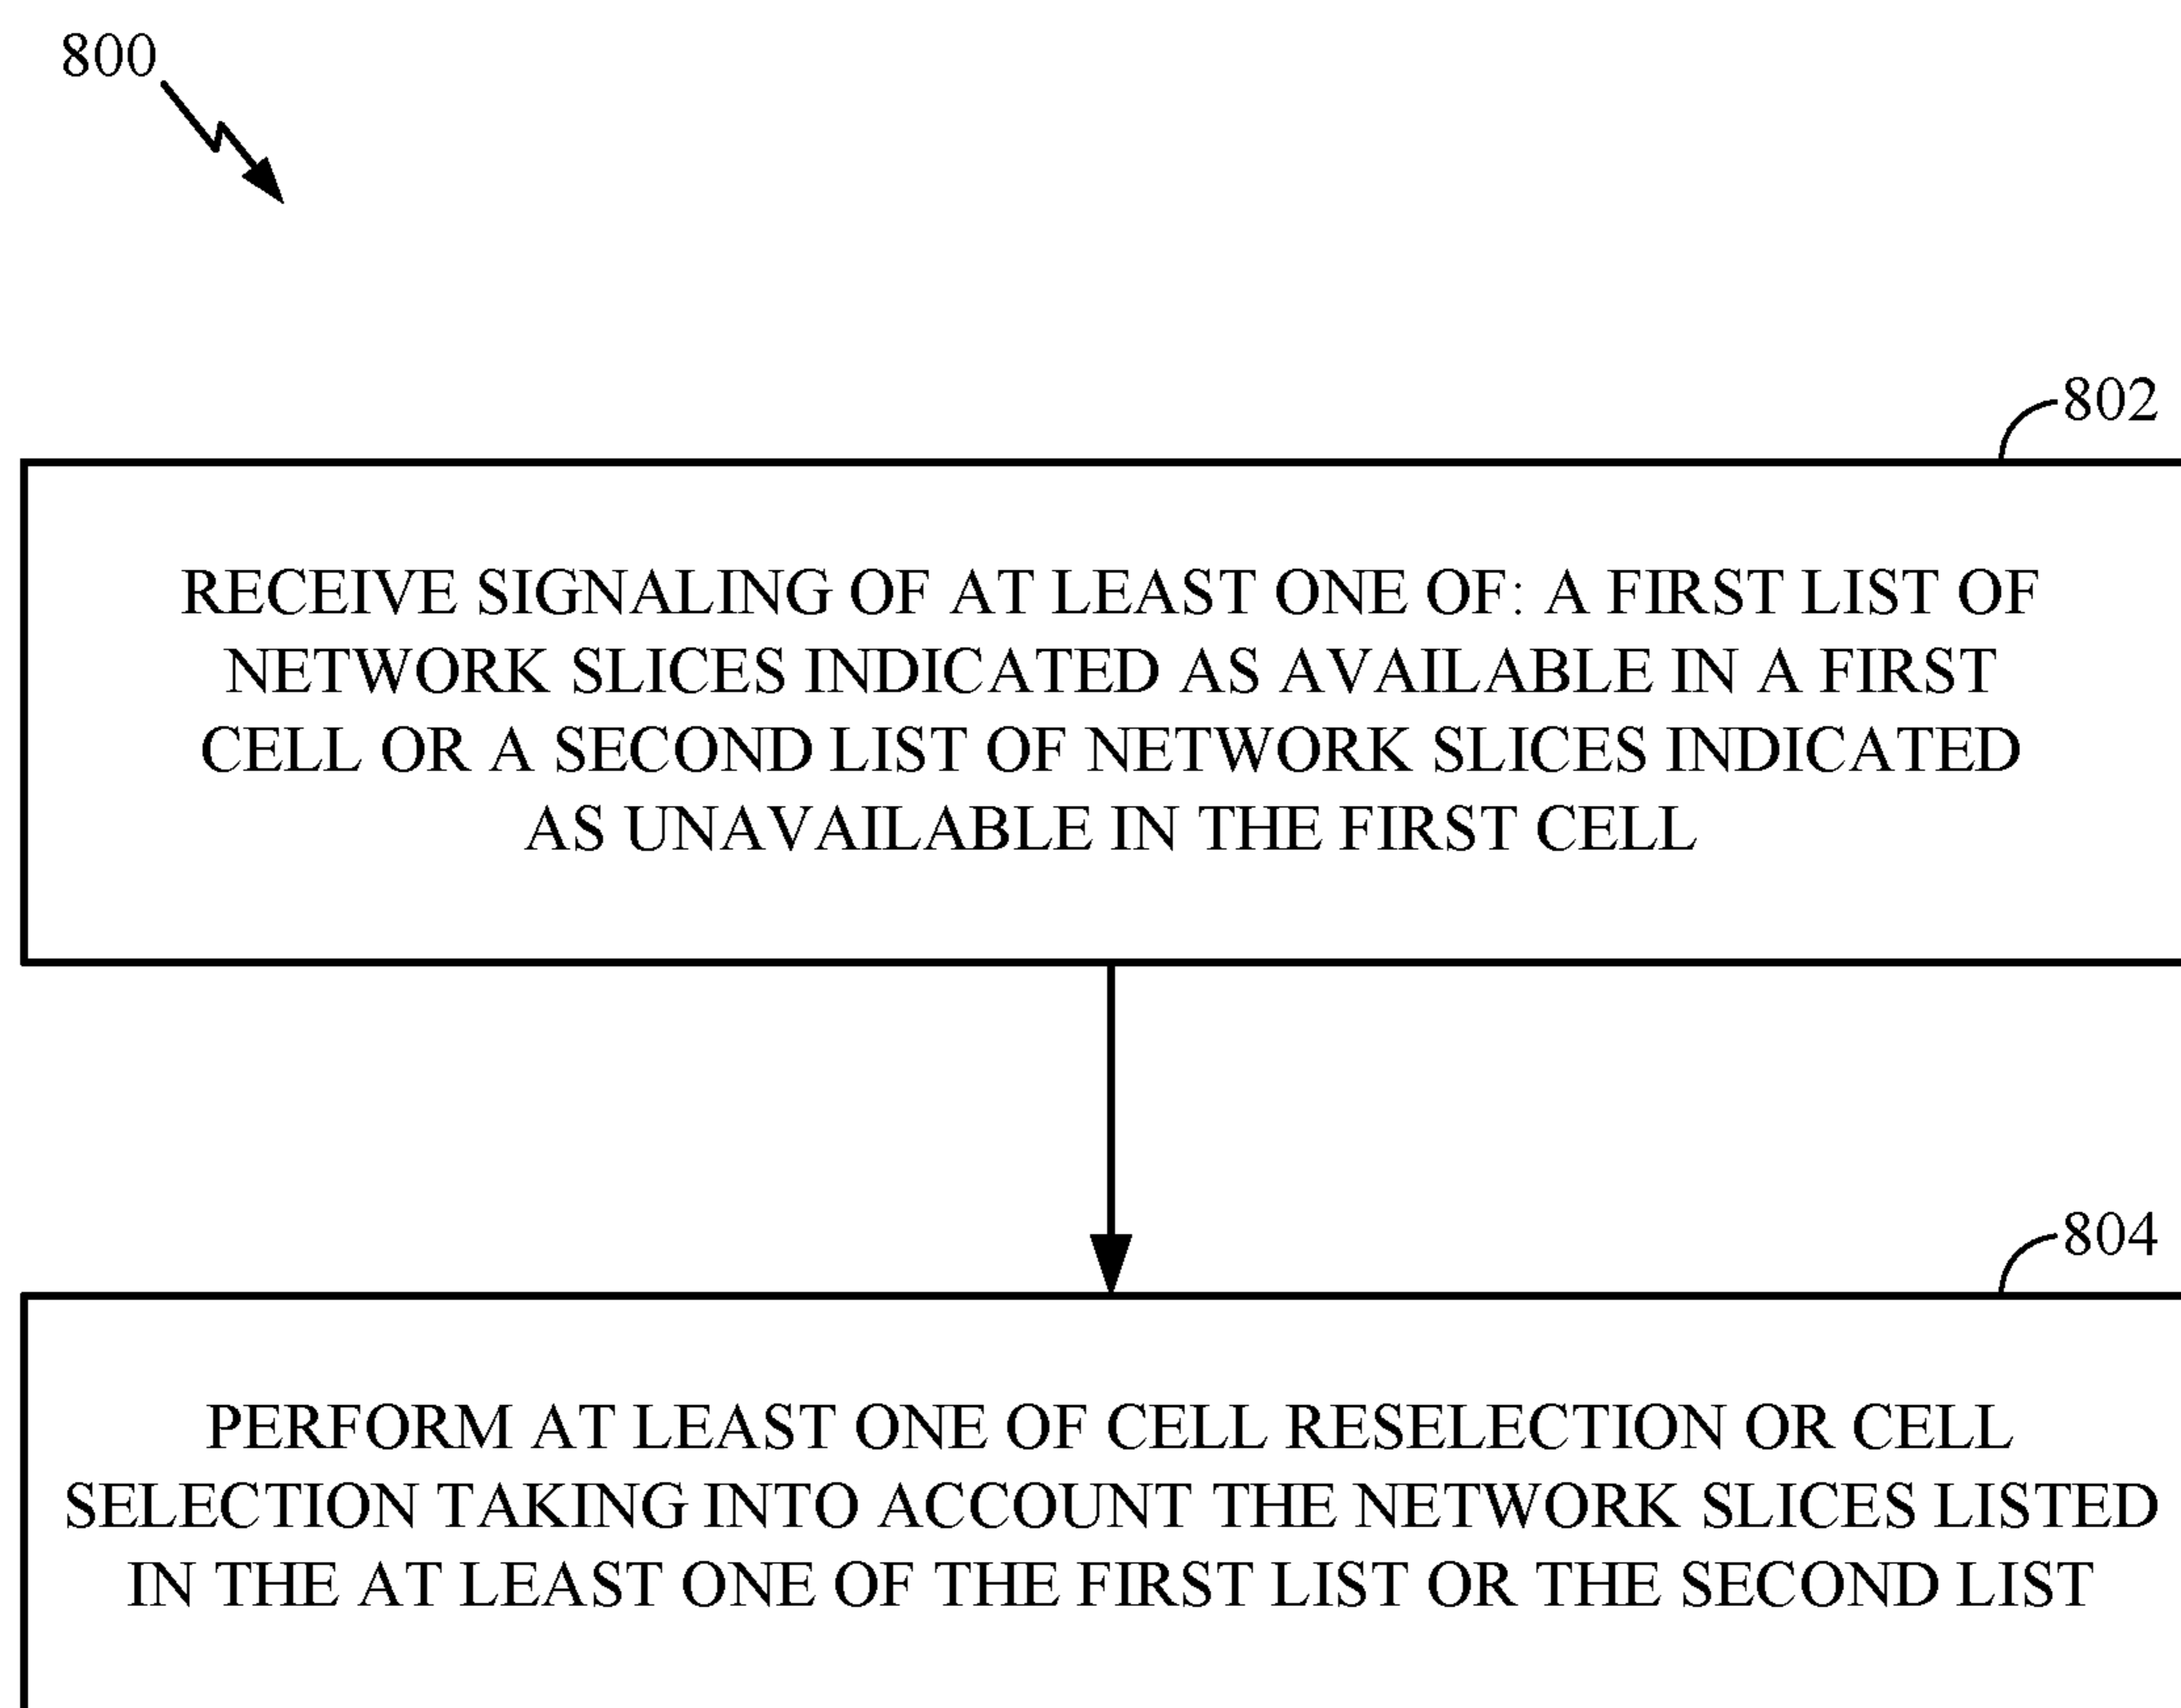 800
802
RECEIVE SIGNALING OF AT LEAST ONE OF: A FIRST LIST OF
NETWORK SLICES INDICATED AS AVAILABLE IN A FIRST
CELL OR A SECOND LIST OF NETWORK SLICES INDICATED
AS UNAVAILABLE IN THE FIRST CELL
804
PERFORM AT LEAST ONE OF CELL RESELECTION OR CELL
SELECTION TAKING INTO ACCOUNT THE NETWORK SLICES LISTED
IN THE AT LEAST ONE OF THE FIRST LIST OR THE SECOND LIST